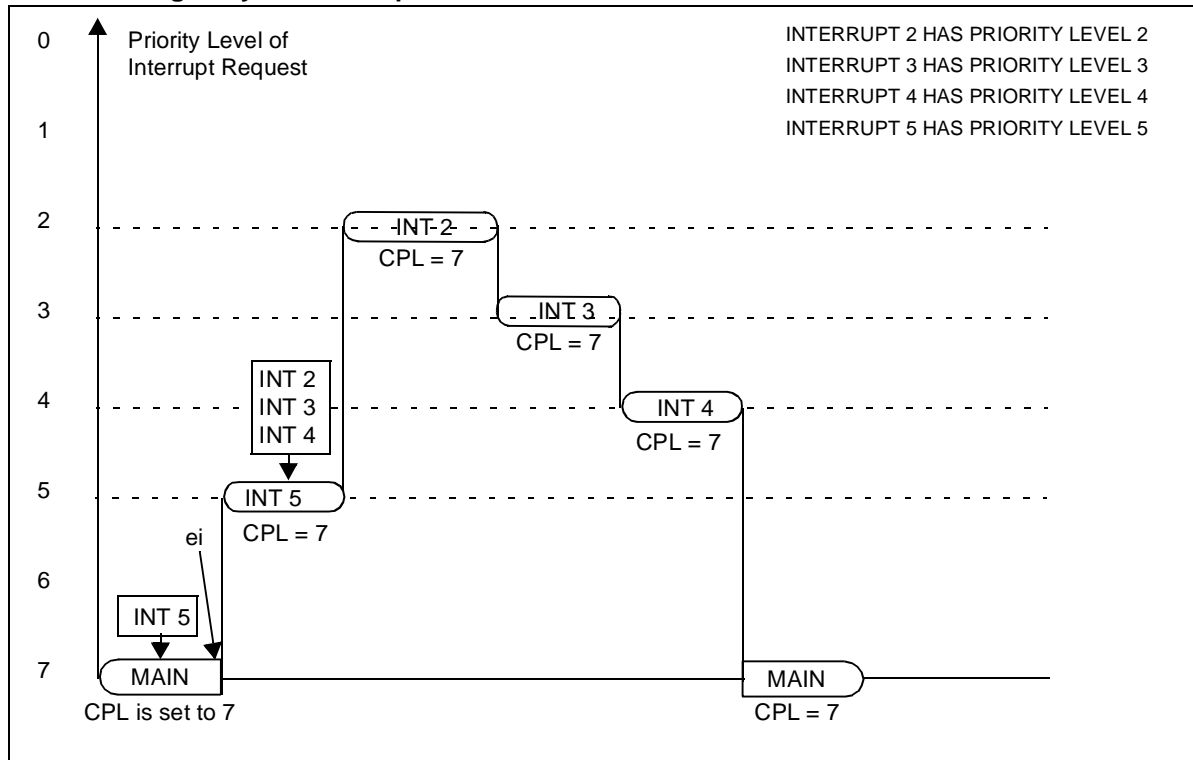 0
Priority Level of
Interrupt Request
INTERRUPT 2 HAS PRIORITY LEVEL 2
INTERRUPT 3 HAS PRIORITY LEVEL 3
INTERRUPT 4 HAS PRIORITY LEVEL 4
INTERRUPT 5 HAS PRIORITY LEVEL 5
1
2
INT 2
CPL = 7
3
INT 3
CPL = 7
INT 2
INT 3
INT 4
4
INT 4
CPL = 7
5
INT 5
CPL = 7
ei
6
INT 5
7
MAIN
CPL is set to 7
MAIN
CPL = 7